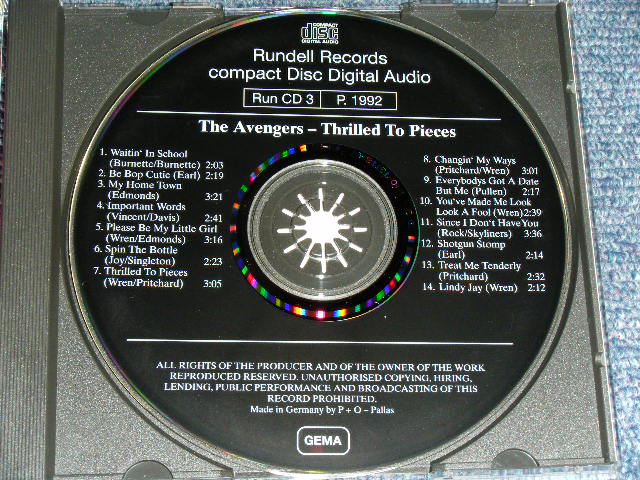 COMPACT
disc
DIGITAL AUDIO
Rundell Records
compact Disc Digital Audio
Run CD 3 P. 1992
The Avengers – Thrilled To Pieces
1. Waitin' In School
(Burnette/Burnette) 2:03
2. Be Bop Cutie (Earl) 2:19
3. My Home Town
(Edmonds) 3:21
4. Important Words
(Vincent/Davis) 2:41
5. Please Be My Little Girl
(Wren/Edmonds) 3:16
6. Spin The Bottle
(Joy/Singleton) 2:23
7. Thrilled To Pieces
(Wren/Pritchard) 3:05
8. Changin' My Ways
(Pritchard/Wren) 3:01
9. Everybodys Got A Date
But Me (Pullen) 2:17
10. You've Made Me Look
Look A Fool (Wren) 2:39
11. Since I Don't Have You
(Rock/Skyliners) 3:36
12. Shotgun Stomp
(Earl) 2:14
13. Treat Me Tenderly
(Pritchard) 2:32
14. Lindy Jay (Wren) 2:12
ALL RIGHTS OF THE PRODUCER AND OF THE OWNER OF THE WORK
REPRODUCED RESERVED. UNAUTHORISED COPYING, HIRING,
LENDING, PUBLIC PERFORMANCE AND BROADCASTING OF THIS
RECORD PROHIBITED.
Made in Germany by P + O – Pallas
GEMA